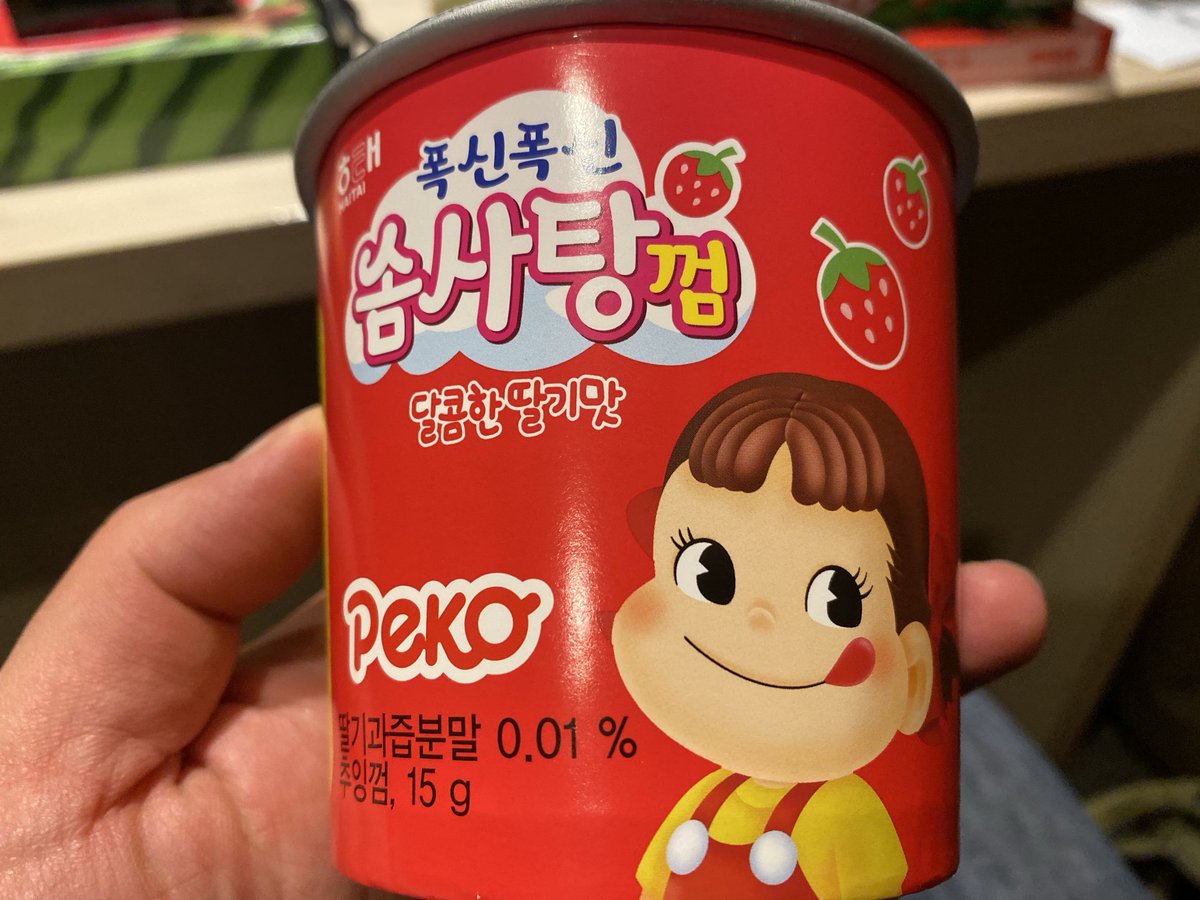 해태
HAITAI
폭신폭신
솜사탕껌
달콤한 딸기맛
Peko
딸기과즙분말 0.01 %
추잉껌, 15 g